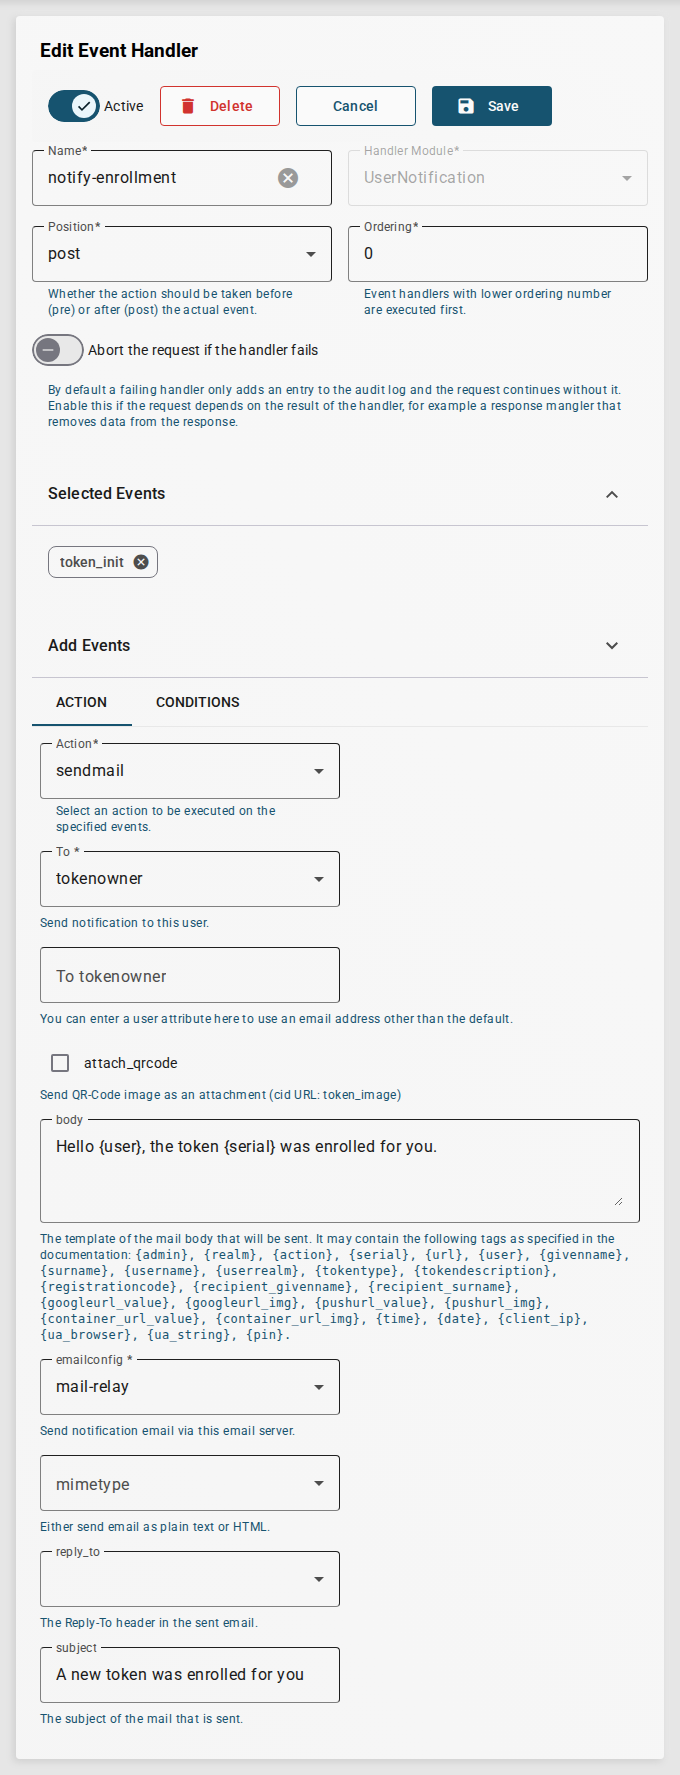 Edit Event Handler
Active
Delete
Cancel
Save
Name*
notify-enrollment
Handler Module*
UserNotification
Position*
post
Ordering*
0
Whether the action should be taken before
(pre) or after (post) the actual event.
Event handlers with lower ordering number
are executed first.
Abort the request if the handler fails
By default a failing handler only adds an entry to the audit log and the request continues without it.
Enable this if the request depends on the result of the handler, for example a response mangler that
removes data from the response.
Selected Events
token_init
Add Events
ACTION
CONDITIONS
Action*
sendmail
Select an action to be executed on the
specified events.
To *
tokenowner
Send notification to this user.
To tokenowner
You can enter a user attribute here to use an email address other than the default.
attach_qrcode
Send QR-Code image as an attachment (cid URL: token_image)
body
Hello {user}, the token {serial} was enrolled for you.
The template of the mail body that will be sent. It may contain the following tags as specified in the
documentation: {admin}, {realm}, {action}, {serial}, {url}, {user}, {givenname},
{surname}, {username}, {userrealm}, {tokentype}, {tokendescription},
{registrationcode}, {recipient_givenname}, {recipient_surname},
{googleurl_value}, {googleurl_img}, {pushurl_value}, {pushurl_img},
{container_url_value}, {container_url_img}, {time}, {date}, {client_ip},
{ua_browser}, {ua_string}, {pin}.
emailconfig *
mail-relay
Send notification email via this email server.
mimetype
Either send email as plain text or HTML.
reply_to
The Reply-To header in the sent email.
subject
A new token was enrolled for you
The subject of the mail that is sent.